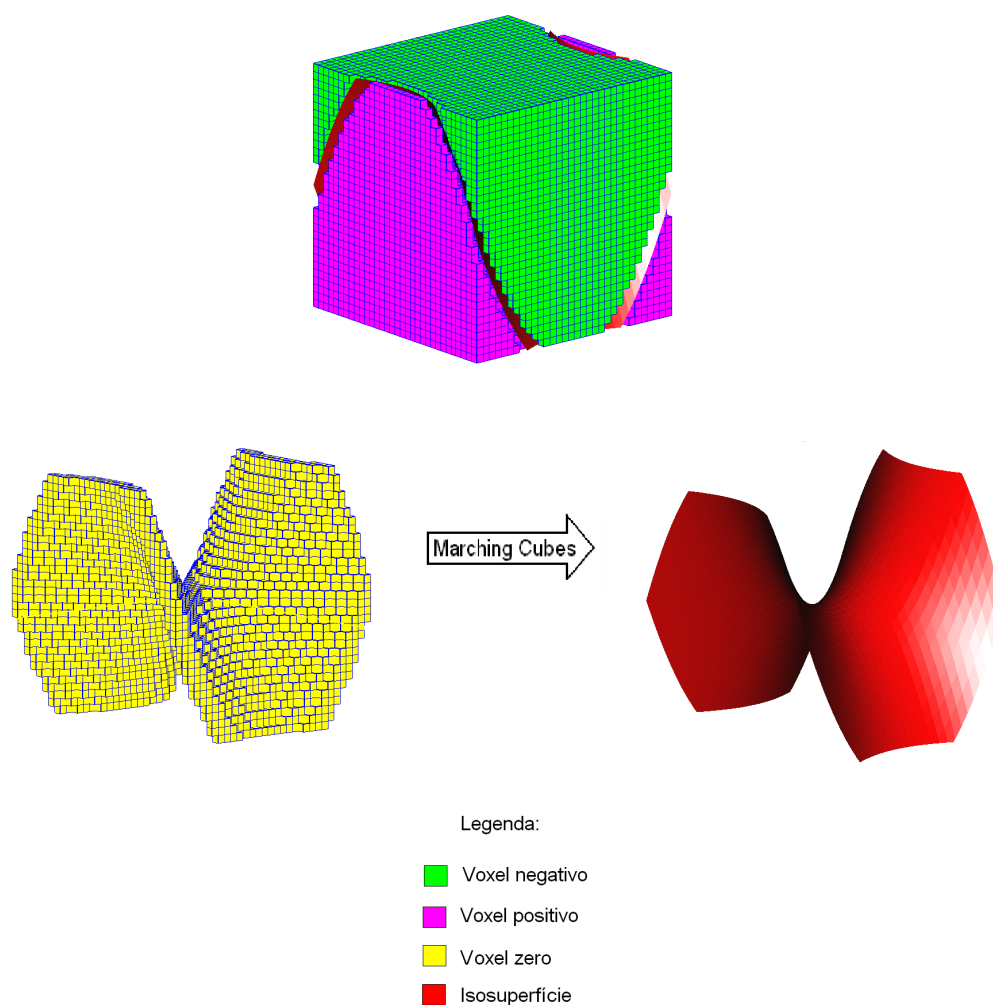 Marching Cubes
Legenda:
Voxel negativo
Voxel positivo
Voxel zero
Isosuperfície